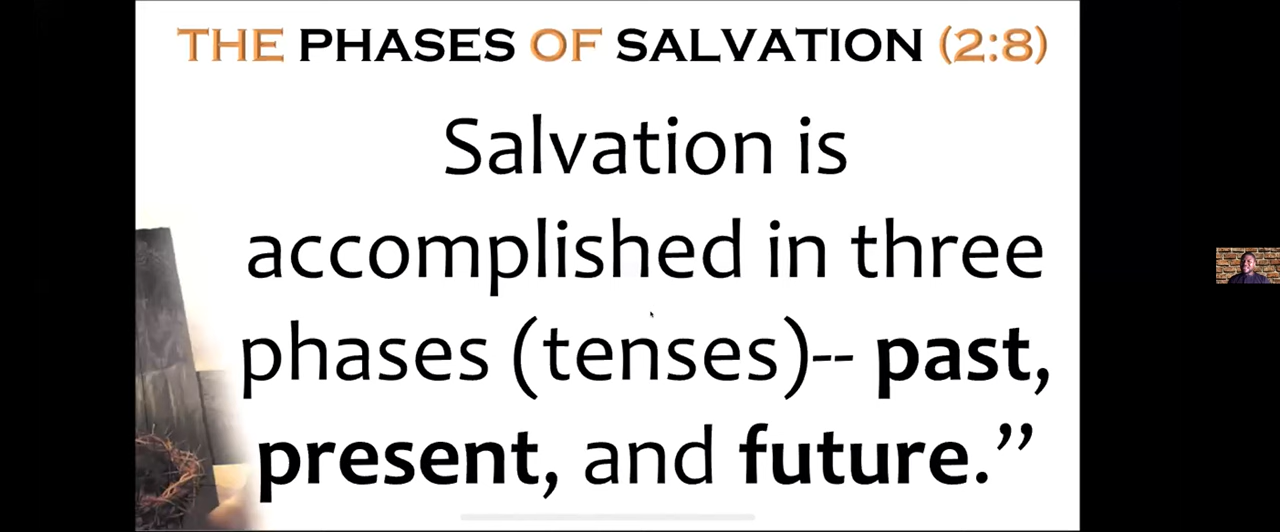 THE PHASES OF SALVATION (2:8)
Salvation is
accomplished in three
phases (tenses)-- past,
present, and future.”